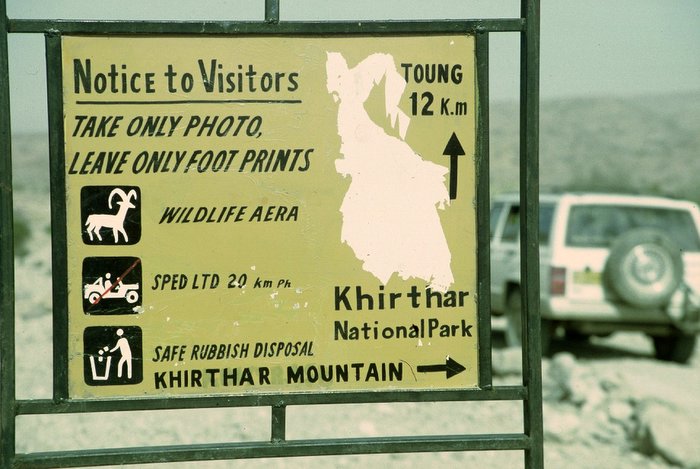 Notice to Visitors
TAKE ONLY PHOTO,
LEAVE ONLY FOOT PRINTS
WILDLIFE AERA
SPED LTD 20 km Ph
SAFE RUBBISH DISPOSAL
KHIRTHAR MOUNTAIN
TOUNG
12 K.m
Khirthar
National Park